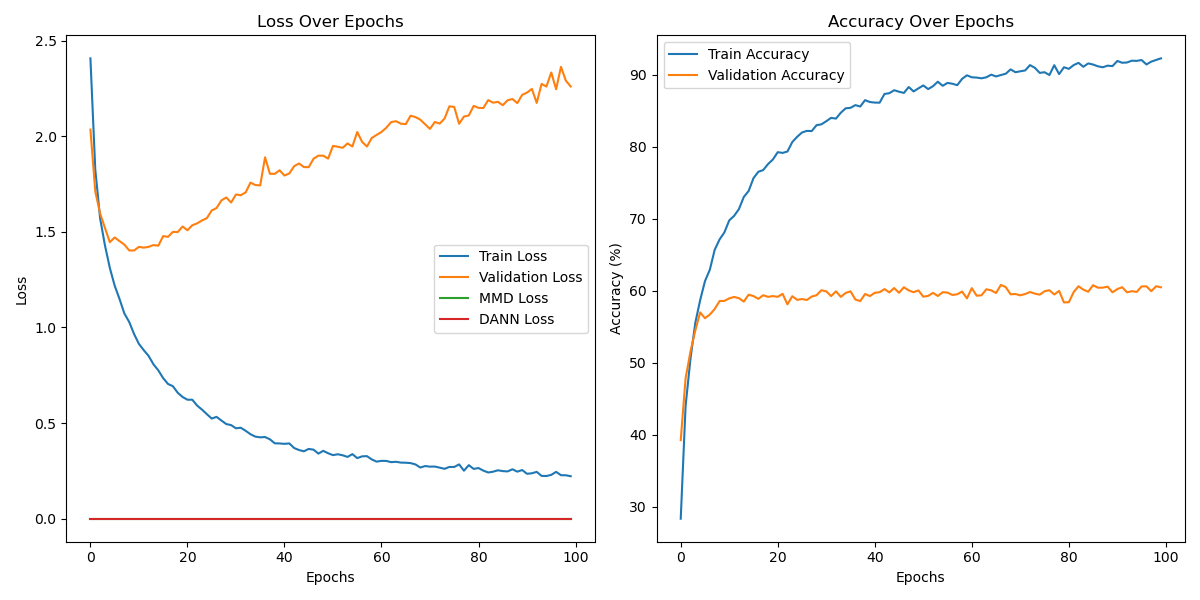 Loss Over Epochs
2.5
2.0
1.5
1.0
0.5
0.0
Loss
Train Loss
Validation Loss
MMD Loss
DANN Loss
0 20 40 60 80 100
Epochs
Accuracy Over Epochs
Train Accuracy
Validation Accuracy
90
80
70
60
50
40
30
Accuracy (%)
0 20 40 60 80 100
Epochs